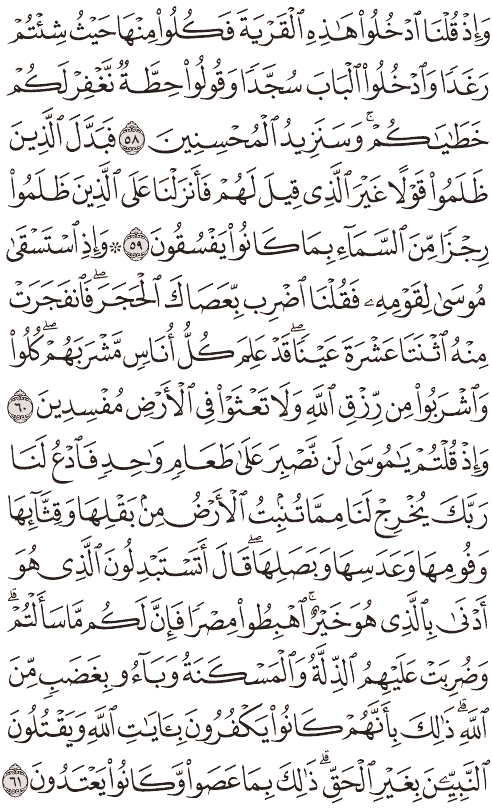 وَإِذْ قُلْنَا ٱدْخُلُوا۟ هَٰذِهِ ٱلْقَرْيَةَ فَكُلُوا۟ مِنْهَا حَيْثُ شِئْتُمْ
رَغَدًا وَٱدْخُلُوا۟ ٱلْبَابَ سُجَّدًا وَقُولُوا۟ حِطَّةٌ نَّغْفِرْ لَكُمْ
خَطَٰيَٰكُمْ ۚ وَسَنَزِيدُ ٱلْمُحْسِنِينَ ۝٥٨ فَبَدَّلَ ٱلَّذِينَ
ظَلَمُوا۟ قَوْلًا غَيْرَ ٱلَّذِى قِيلَ لَهُمْ فَأَنزَلْنَا عَلَى ٱلَّذِينَ ظَلَمُوا۟
رِجْزًا مِّنَ ٱلسَّمَآءِ بِمَا كَانُوا۟ يَفْسُقُونَ ۝٥٩ ۞ وَإِذِ ٱسْتَسْقَىٰ
مُوسَىٰ لِقَوْمِهِۦ فَقُلْنَا ٱضْرِب بِّعَصَاكَ ٱلْحَجَرَ ۖ فَٱنفَجَرَتْ
مِنْهُ ٱثْنَتَا عَشْرَةَ عَيْنًا ۖ قَدْ عَلِمَ كُلُّ أُنَاسٍ مَّشْرَبَهُمْ ۖ كُلُوا۟
وَٱشْرَبُوا۟ مِن رِّزْقِ ٱللَّهِ وَلَا تَعْثَوْا۟ فِى ٱلْأَرْضِ مُفْسِدِينَ ۝٦٠
وَإِذْ قُلْتُمْ يَٰمُوسَىٰ لَن نَّصْبِرَ عَلَىٰ طَعَامٍ وَٰحِدٍ فَٱدْعُ لَنَا
رَبَّكَ يُخْرِجْ لَنَا مِمَّا تُنۢبِتُ ٱلْأَرْضُ مِنۢ بَقْلِهَا وَقِثَّآئِهَا
وَفُومِهَا وَعَدَسِهَا وَبَصَلِهَا ۖ قَالَ أَتَسْتَبْدِلُونَ ٱلَّذِى هُوَ
أَدْنَىٰ بِٱلَّذِى هُوَ خَيْرٌ ۚ ٱهْبِطُوا۟ مِصْرًا فَإِنَّ لَكُم مَّا سَأَلْتُمْ ۗ
وَضُرِبَتْ عَلَيْهِمُ ٱلذِّلَّةُ وَٱلْمَسْكَنَةُ وَبَآءُو بِغَضَبٍ مِّنَ
ٱللَّهِ ۗ ذَٰلِكَ بِأَنَّهُمْ كَانُوا۟ يَكْفُرُونَ بِـَٔايَٰتِ ٱللَّهِ وَيَقْتُلُونَ
ٱلنَّبِيِّـۧنَ بِغَيْرِ ٱلْحَقِّ ۗ ذَٰلِكَ بِمَا عَصَوا۟ وَّكَانُوا۟ يَعْتَدُونَ ۝٦١